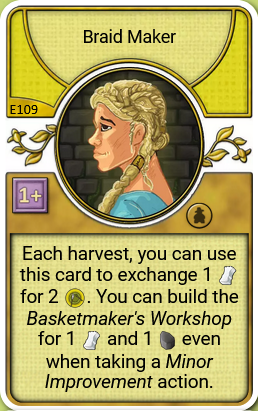 Braid Maker
E109
1+
Each harvest, you can use
this card to exchange 1
for 2 . You can build the
Basketmaker's Workshop
for 1 and 1 even
when taking a Minor
Improvement action.